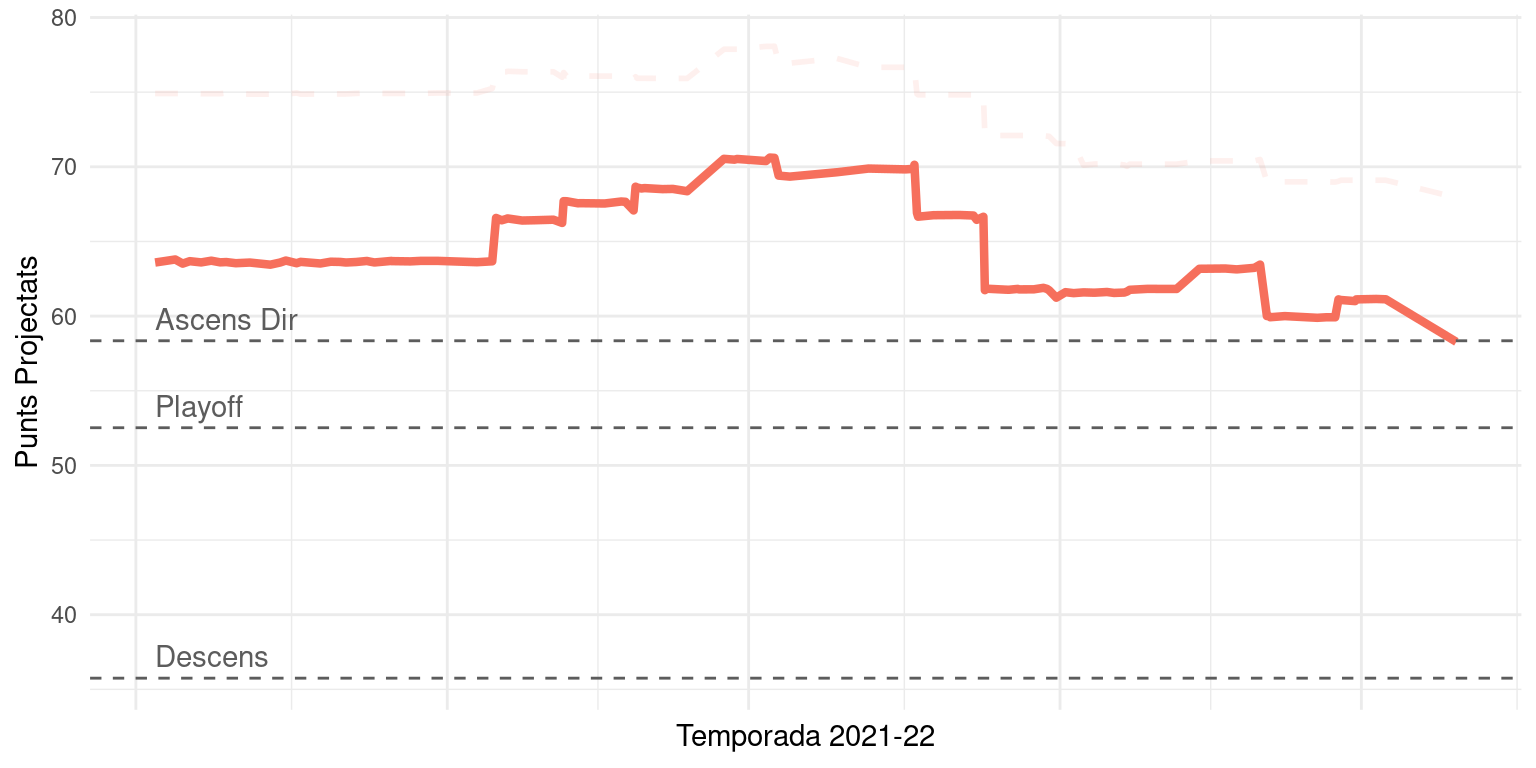 80
70
60
50
40
Punts Projectats
Ascens Dir
Playoff
Descens
Temporada 2021-22